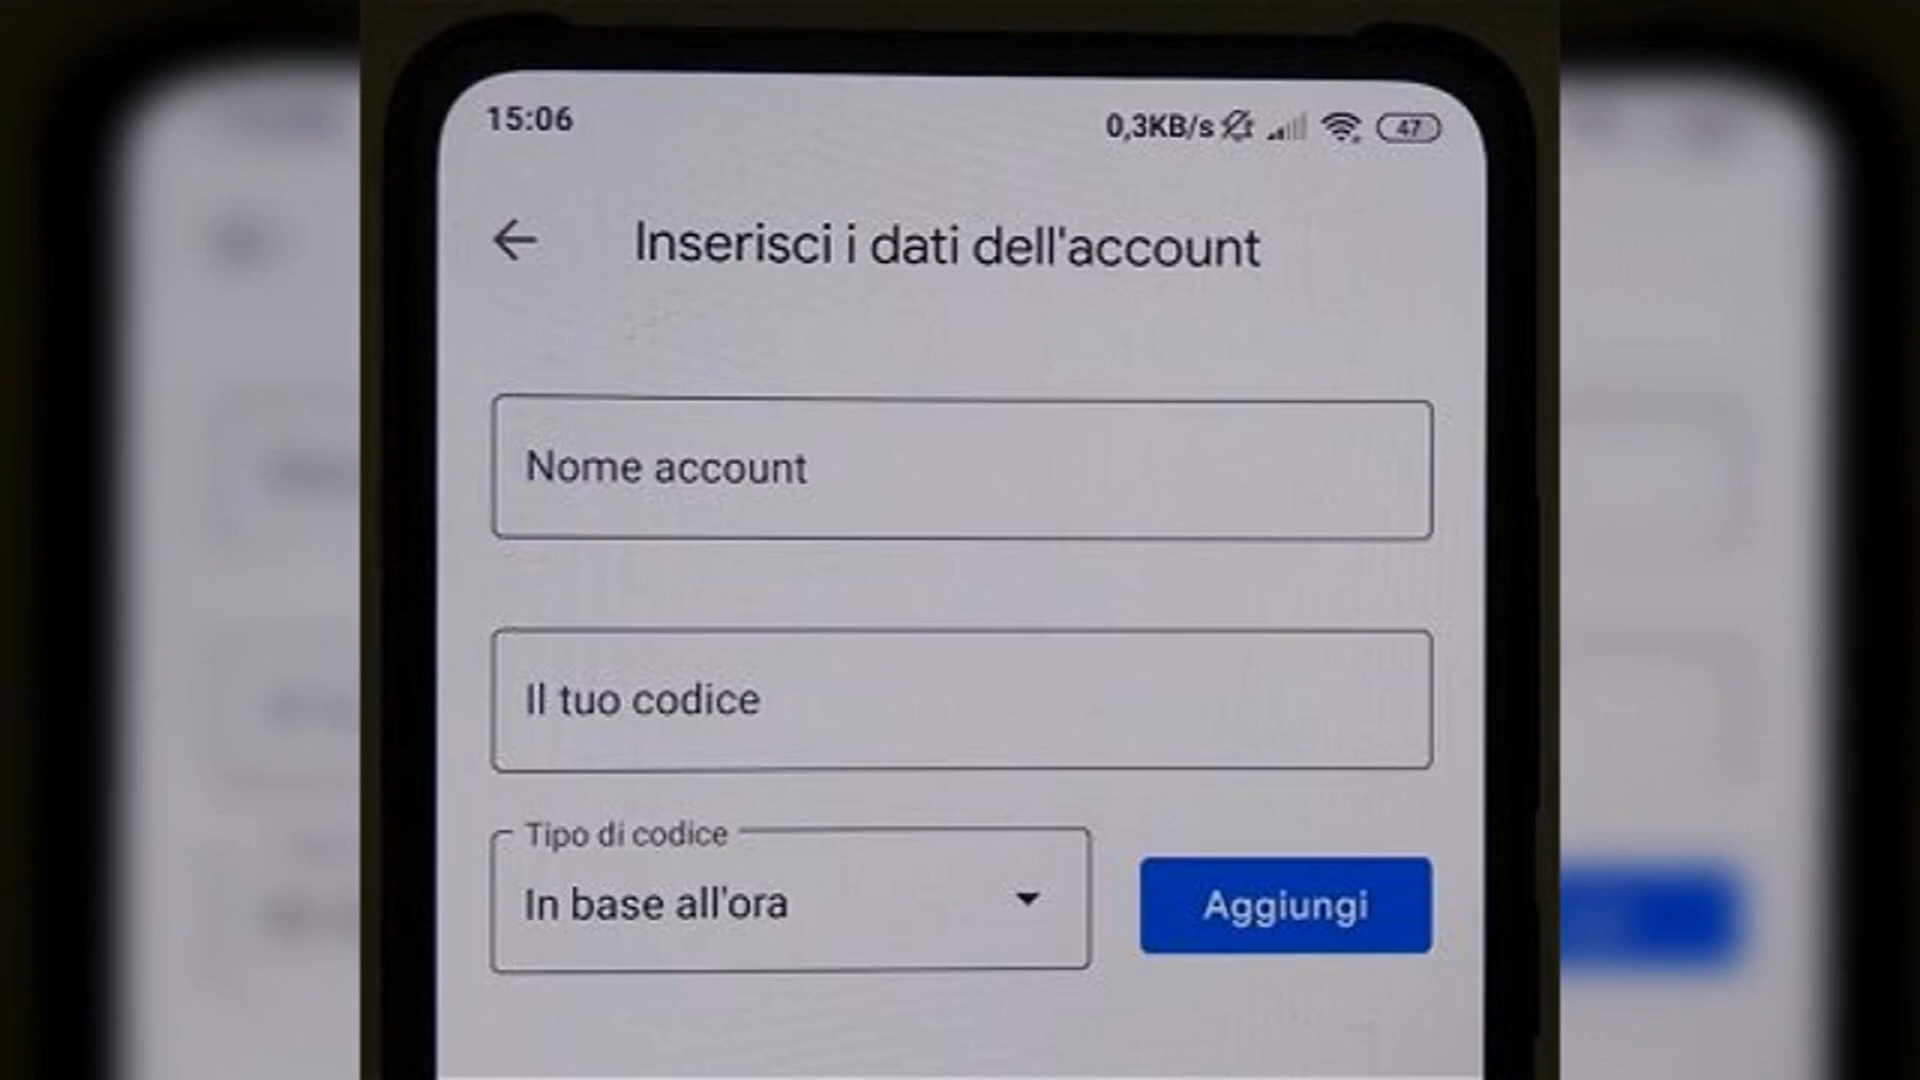 15:06
0,3KB/s
47
Inserisci i dati dell'account
Nome account
Il tuo codice
Tipo di codice
In base all'ora
Aggiungi